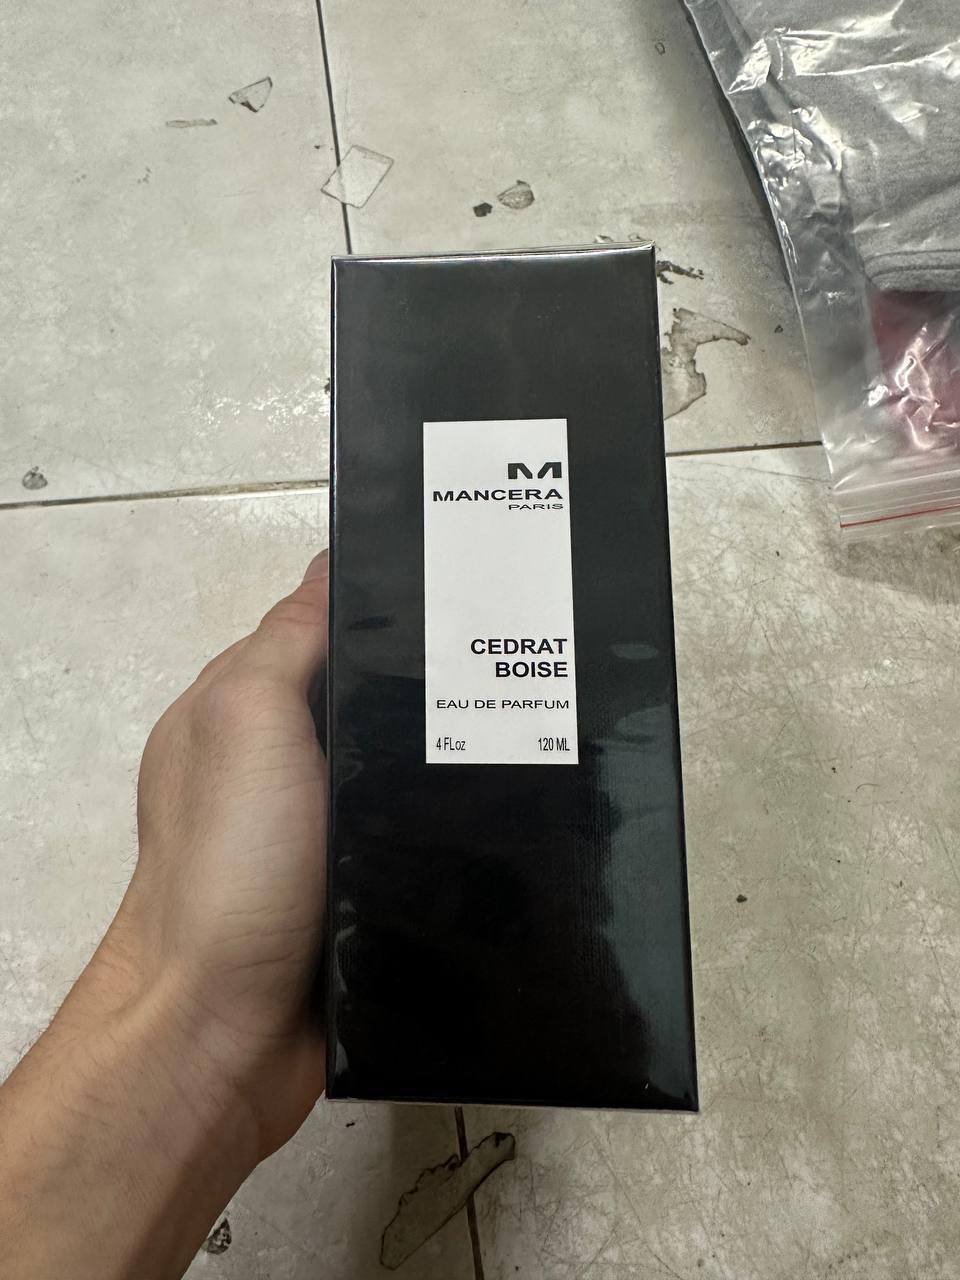 M
MANCERA
PARIS
CEDRAT
BOISE
EAU DE PARFUM
4 FLoz 120 ML